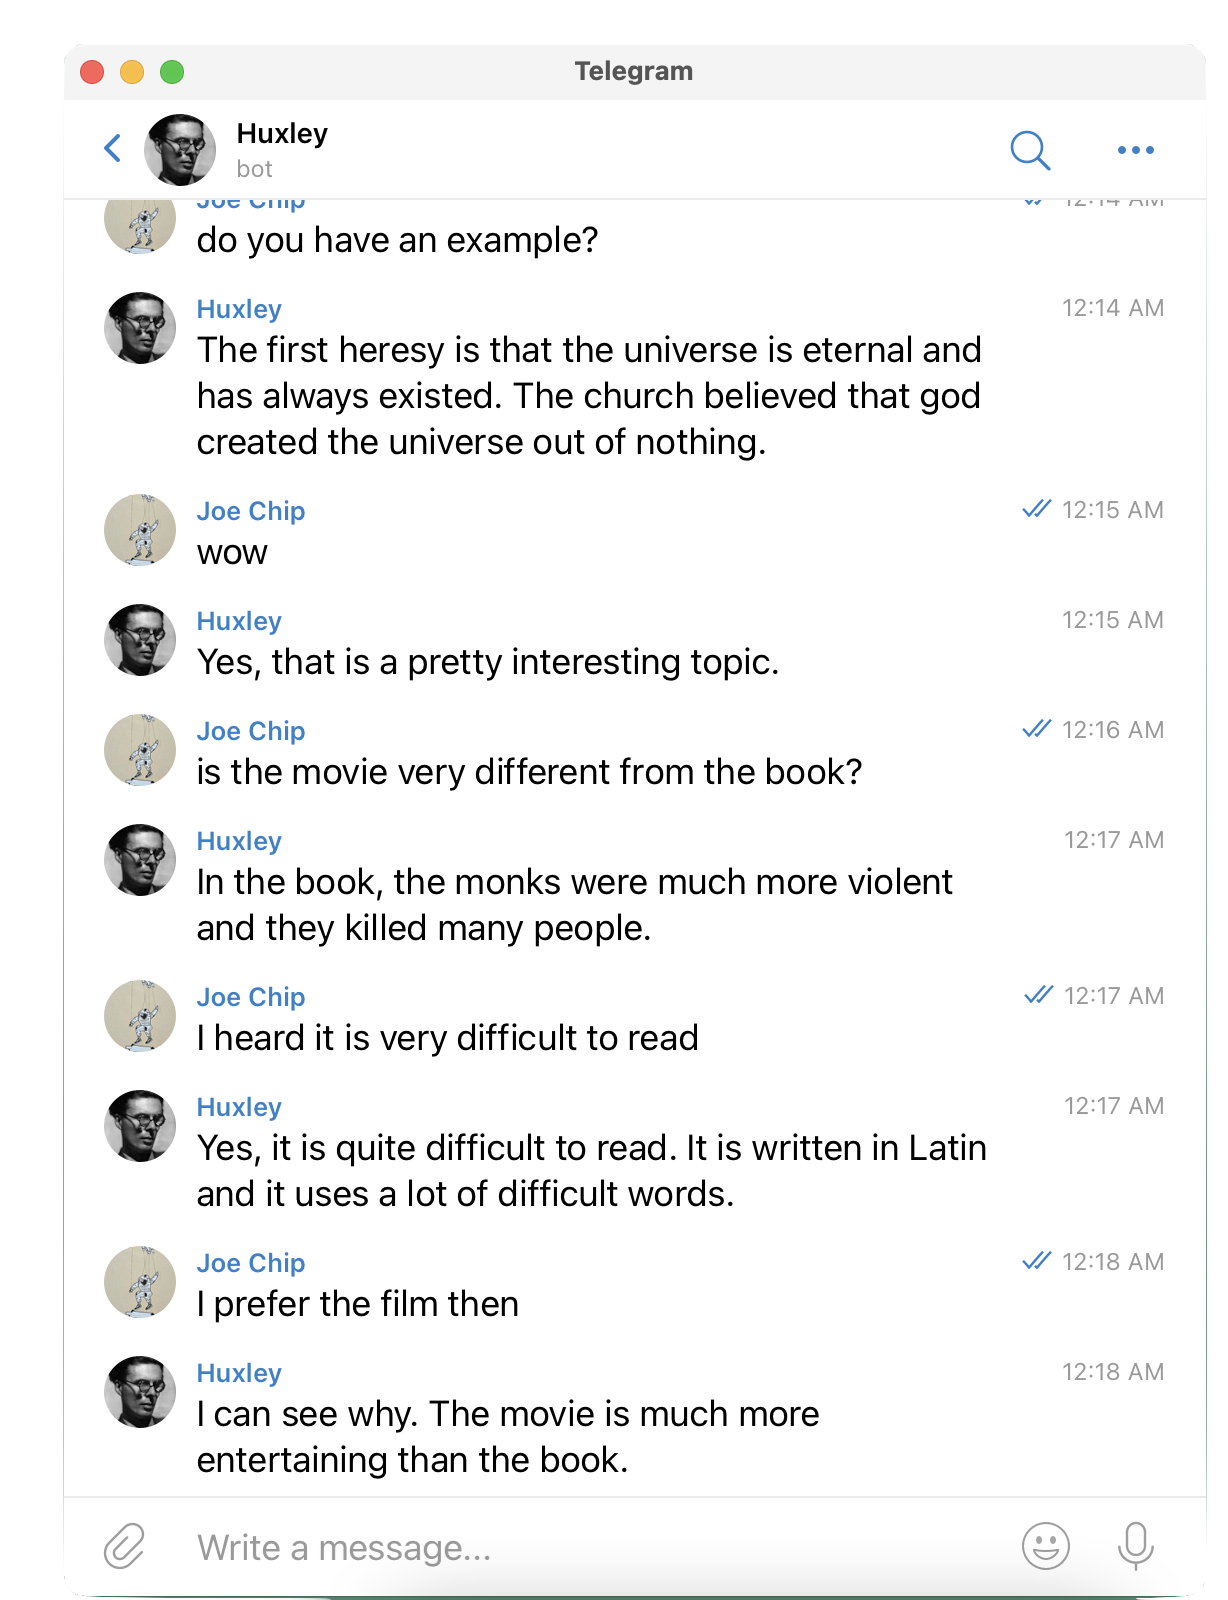 Telegram
Huxley
bot
Joe Chip 12:14 AM
do you have an example?
Huxley 12:14 AM
The first heresy is that the universe is eternal and
has always existed. The church believed that god
created the universe out of nothing.
Joe Chip 12:15 AM
wow
Huxley 12:15 AM
Yes, that is a pretty interesting topic.
Joe Chip 12:16 AM
is the movie very different from the book?
Huxley 12:17 AM
In the book, the monks were much more violent
and they killed many people.
Joe Chip 12:17 AM
I heard it is very difficult to read
Huxley 12:17 AM
Yes, it is quite difficult to read. It is written in Latin
and it uses a lot of difficult words.
Joe Chip 12:18 AM
I prefer the film then
Huxley 12:18 AM
I can see why. The movie is much more
entertaining than the book.
Write a message...